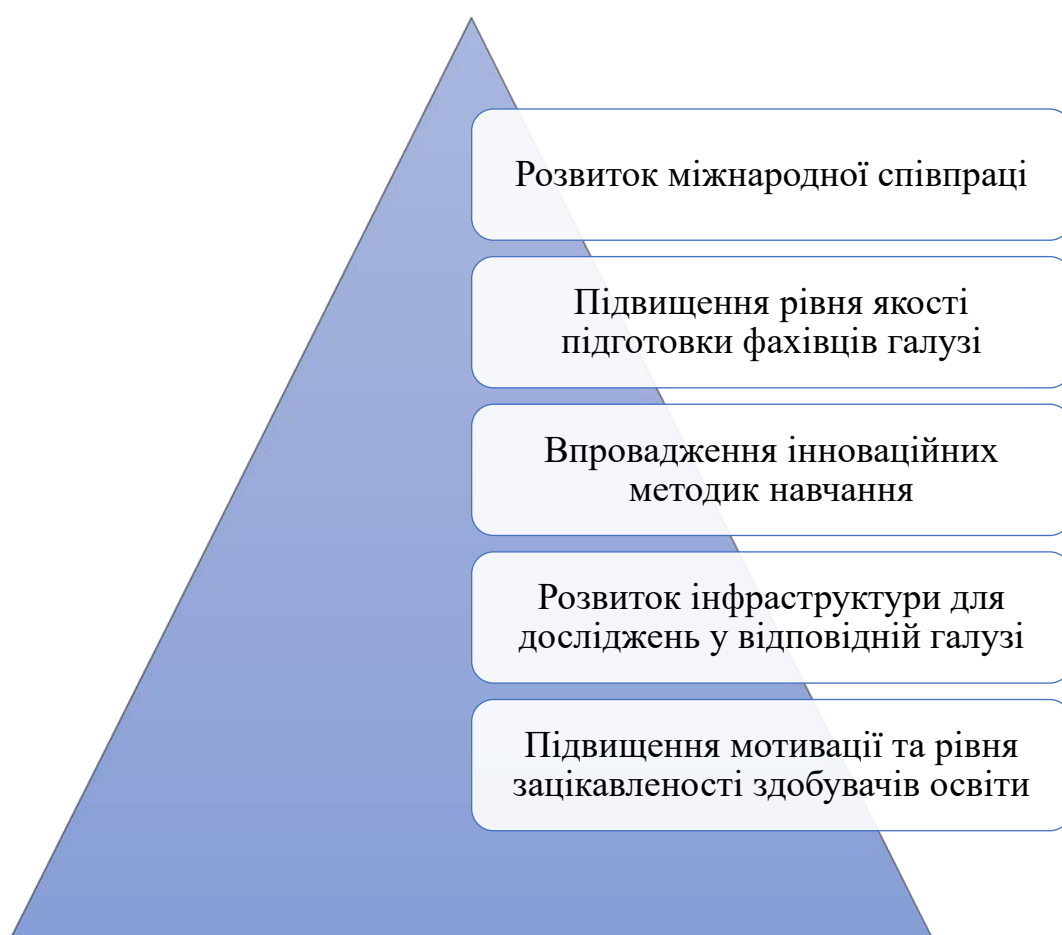 Розвиток міжнародної співпраці
Підвищення рівня якості
підготовки фахівців галузі
Впровадження інноваційних
методик навчання
Розвиток інфраструктури для
досліджень у відповідній галузі
Підвищення мотивації та рівня
зацікавленості здобувачів освіти